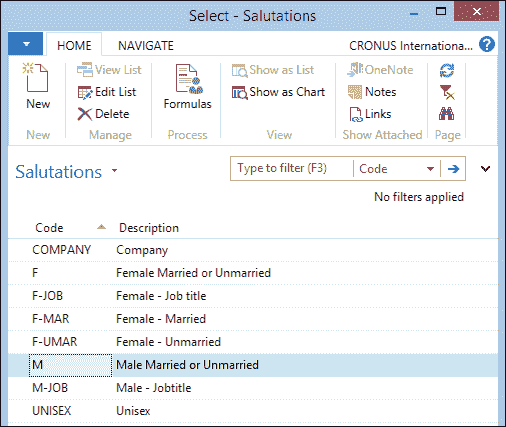 Select - Salutations
HOME NAVIGATE CRONUS Internationa... ?
New
View List
Edit List
Delete
Formulas
Show as List
Show as Chart
OneNote
Notes
Links
New Manage Process View Show Attached Page
Salutations
Type to filter (F3) Code
No filters applied
Code Description
COMPANY Company
F Female Married or Unmarried
F-JOB Female - Job title
F-MAR Female - Married
F-UMAR Female - Unmarried
M Male Married or Unmarried
M-JOB Male - Jobtitle
UNISEX Unisex